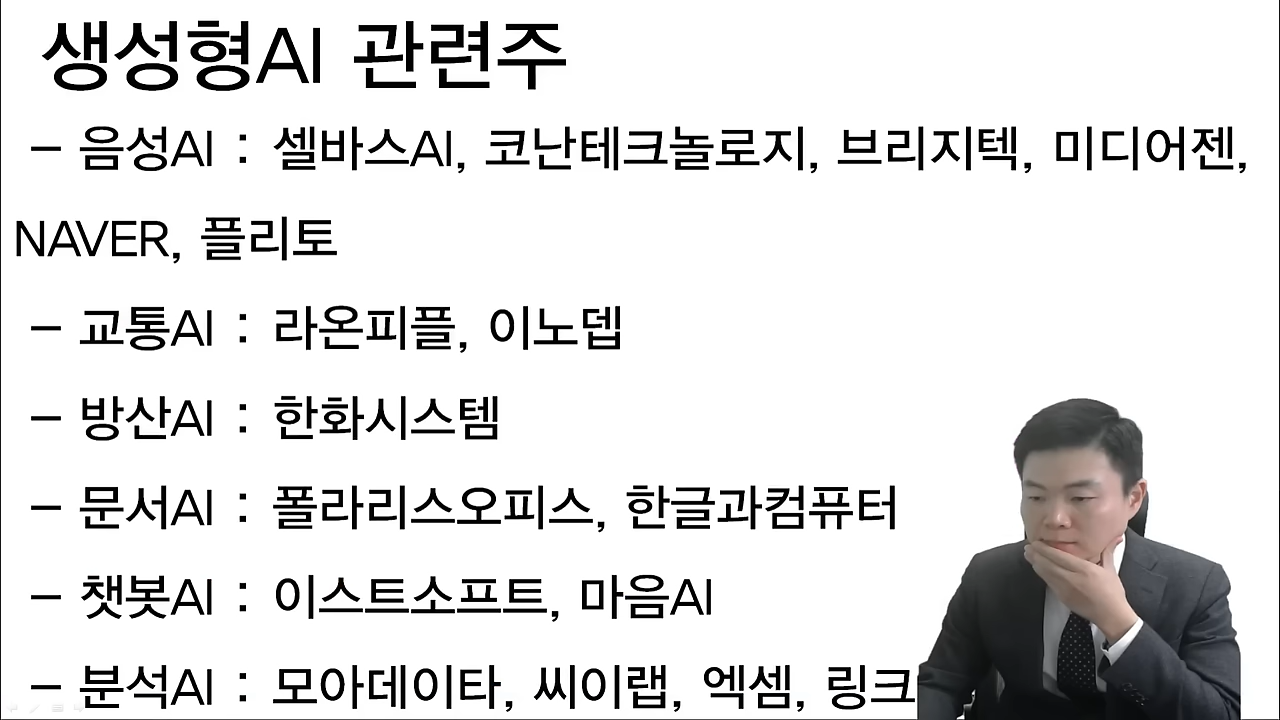 생성형AI 관련주
– 음성AI : 셀바스AI, 코난테크놀로지, 브리지텍, 미디어젠,
NAVER, 플리토
– 교통AI : 라온피플, 이노뎁
– 방산AI : 한화시스템
– 문서AI : 폴라리스오피스, 한글과컴퓨터
– 챗봇AI : 이스트소프트, 마음AI
– 분석AI : 모아데이타, 씨이랩, 엑셈, 링크